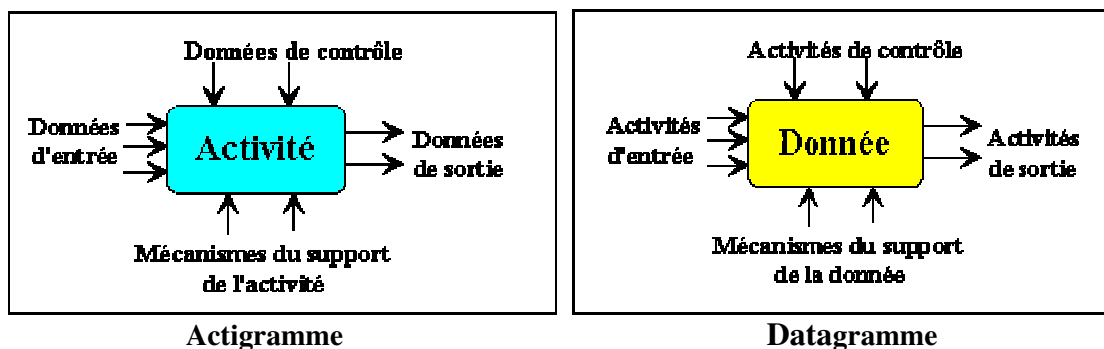 Données de contrôle
Données
d'entrée
Activité
Données
de sortie
Mécanismes du support
de l'activité
Actigramme
Activités de contrôle
Activités
d'entrée
Donnée
Activités
de sortie
Mécanismes du support
de la donnée
Datagramme